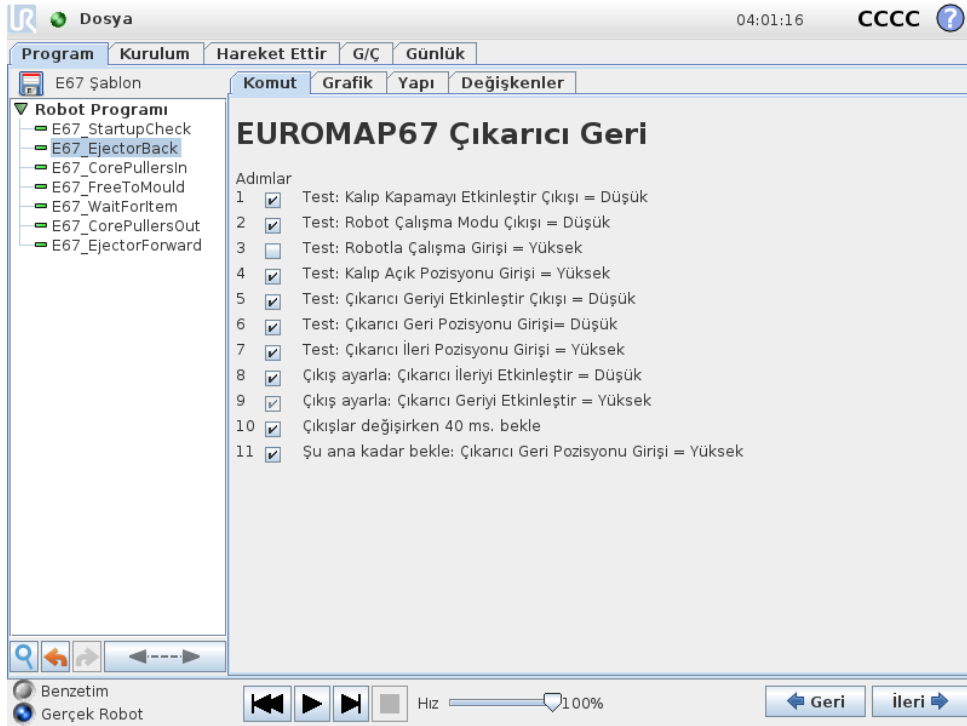 UR Dosya 04:01:16 CCCC ?
Program Kurulum Hareket Ettir G/Ç Günlük
E67 Şablon
Komut Grafik Yapı Değişkenler
Robot Programı
E67_StartupCheck
E67_EjectorBack
E67_CorePullersIn
E67_FreeToMould
E67_WaitForItem
E67_CorePullersOut
E67_EjectorForward
EUROMAP67 Çıkarıcı Geri
Adımlar
1 Test: Kalıp Kapamayı Etkinleştir Çıkışı = Düşük
2 Test: Robot Çalışma Modu Çıkışı = Düşük
3 Test: Robotla Çalışma Girişi = Yüksek
4 Test: Kalıp Açık Pozisyonu Girişi = Yüksek
5 Test: Çıkarıcı Geriyi Etkinleştir Çıkışı = Düşük
6 Test: Çıkarıcı Geri Pozisyonu Girişi= Düşük
7 Test: Çıkarıcı İleri Pozisyonu Girişi = Yüksek
8 Çıkış ayarla: Çıkarıcı İleriyi Etkinleştir = Düşük
9 Çıkış ayarla: Çıkarıcı Geriyi Etkinleştir = Yüksek
10 Çıkışlar değişirken 40 ms. bekle
11 Şu ana kadar bekle: Çıkarıcı Geri Pozisyonu Girişi = Yüksek
Benzetim
Gerçek Robot
Hız 100%
Geri İleri